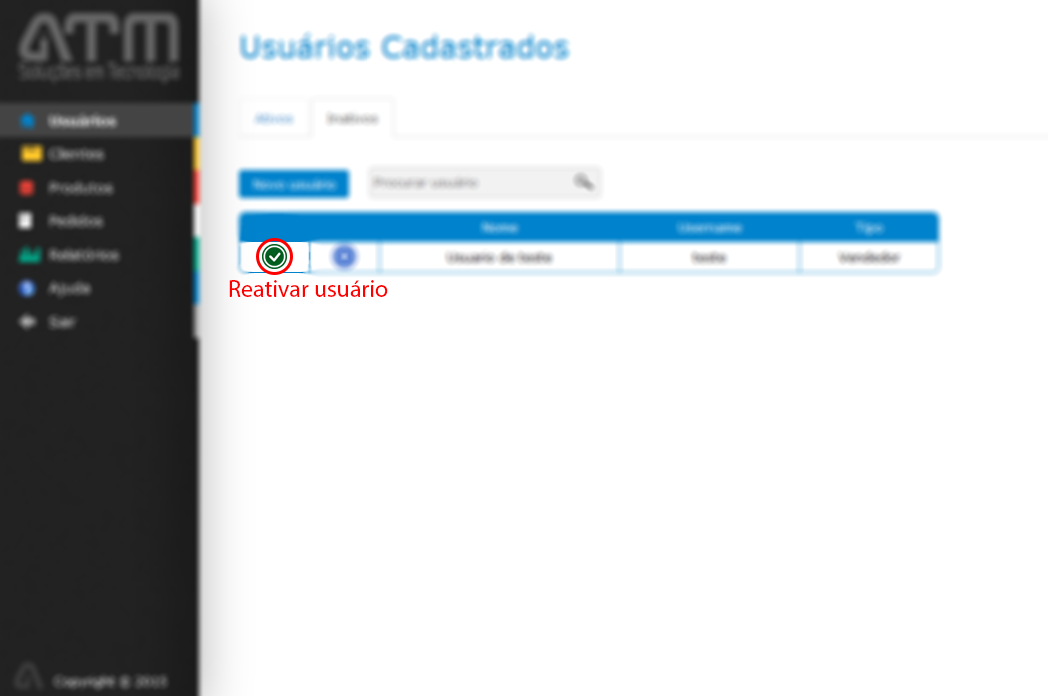 ATM
Soluções em Tecnologia
Usuários
Clientes
Produtos
Pedidos
Relatórios
Ajuda
Sair
Copyright © 2015
Usuários Cadastrados
Ativos Inativos
Novo usuário Procurar usuário
Nome Username Tipo
Usuario de teste teste Vendedor
Reativar usuário